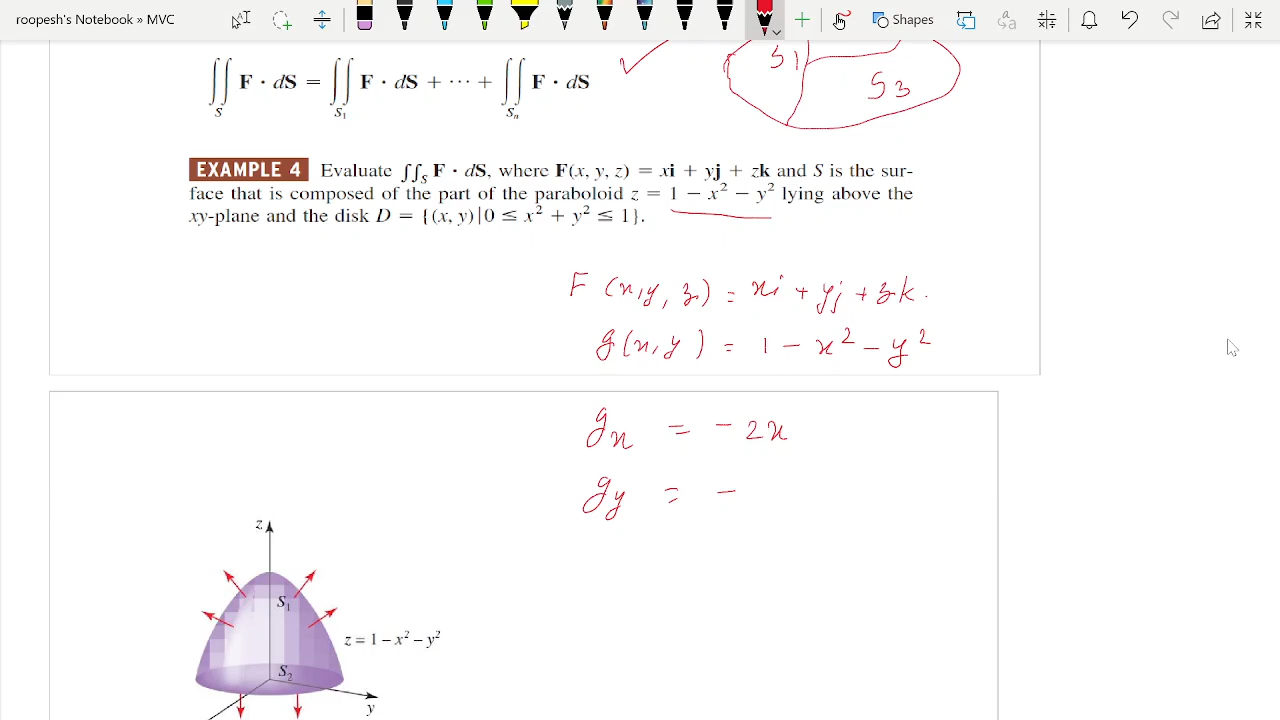 roopesh's Notebook » MVC
Shapes
∬_S F · dS = ∬_S₁ F · dS + ··· + ∬_Sₙ F · dS
S1
S3
EXAMPLE 4 Evaluate ∬_S F · dS, where F(x, y, z) = xi + yj + zk and S is the sur-
face that is composed of the part of the paraboloid z = 1 − x² − y² lying above the
xy-plane and the disk D = {(x, y)|0 ≤ x² + y² ≤ 1}.
F (x, y, z) = xi + yj + zk.
g(x, y) = 1 − x² − y²
gx = −2x
gy = −
z
S₁
z = 1 − x² − y²
S₂
y